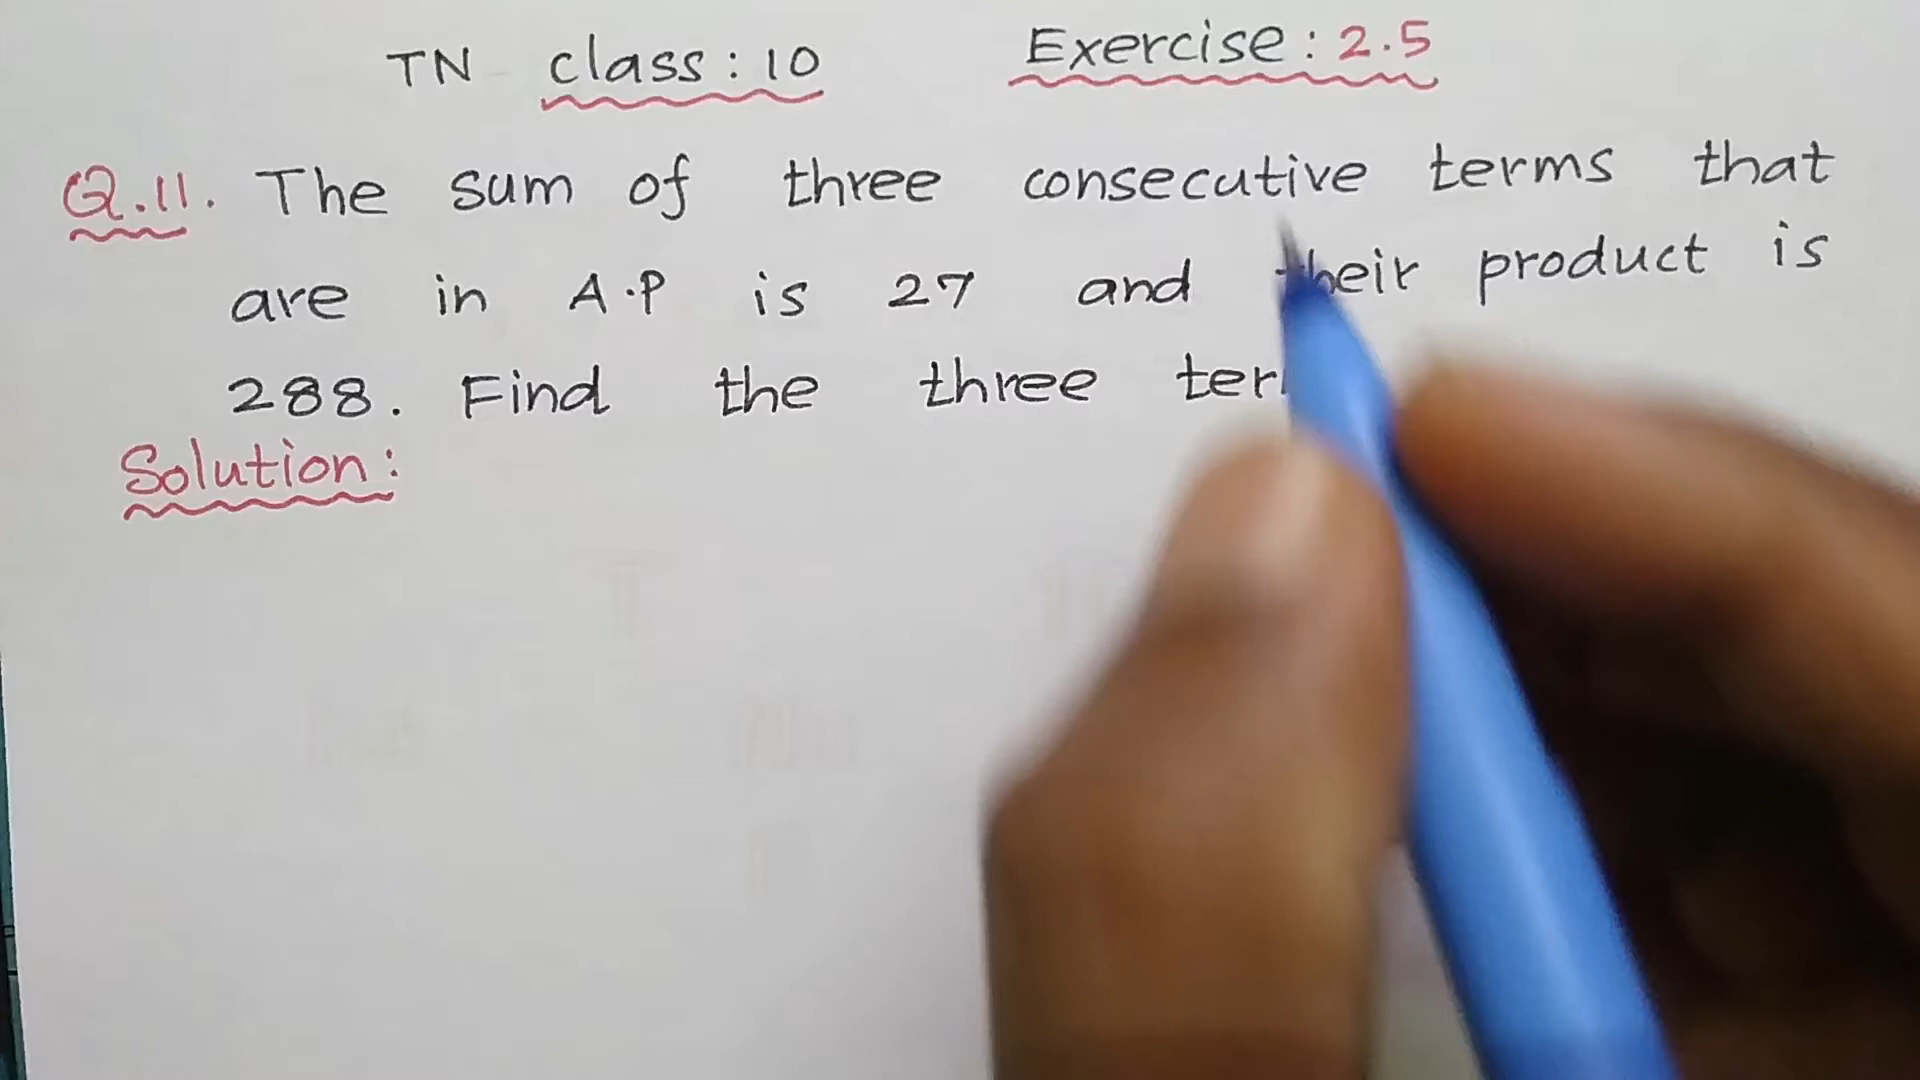 TN class: 10 Exercise: 2.5
Q.11. The sum of three consecutive terms that
are in A.P is 27 and their product is
288. Find the three
Solution: